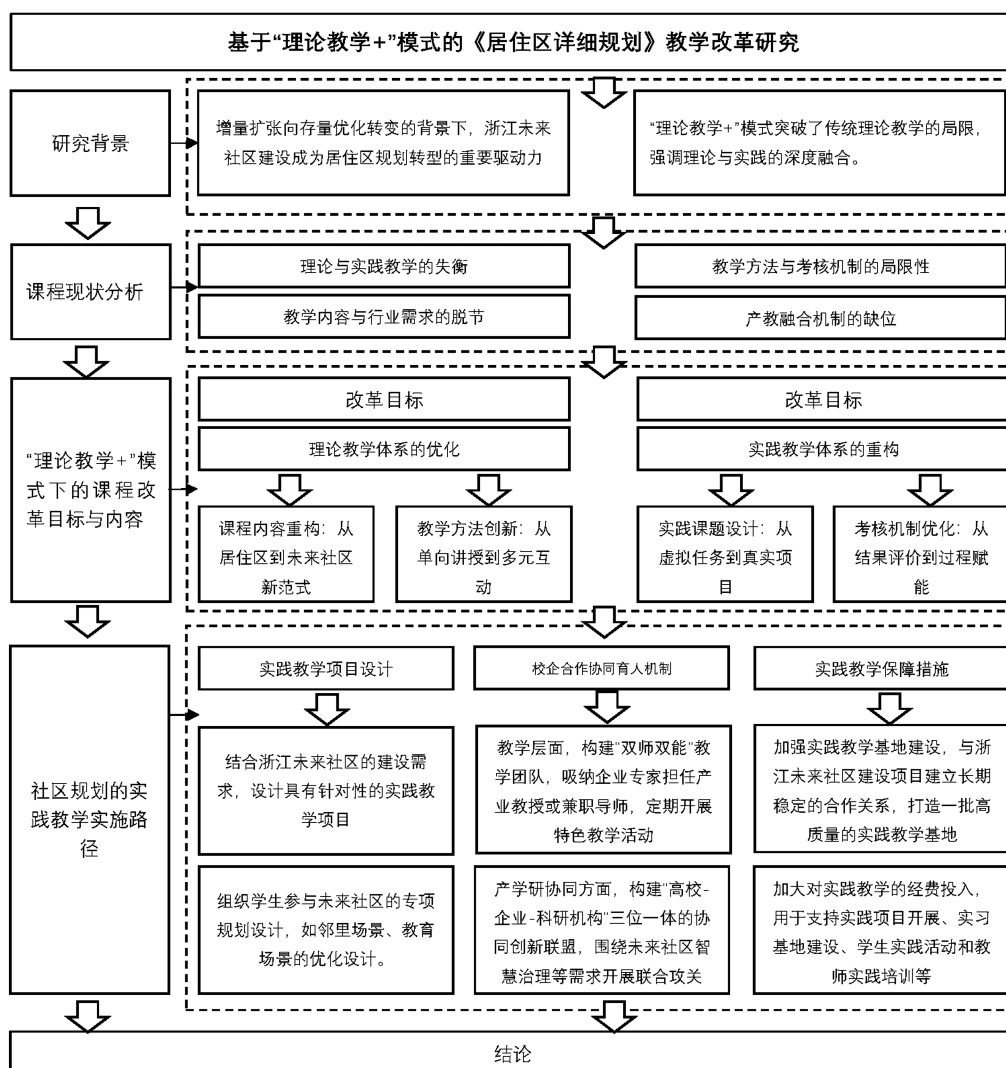 基于“理论教学+”模式的《居住区详细规划》教学改革研究
研究背景
增量扩张向存量优化转变的背景下，浙江未来
社区建设成为居住区规划转型的重要驱动力
“理论教学+”模式突破了传统理论教学的局限，
强调理论与实践的深度融合。
课程现状分析
理论与实践教学的失衡
教学方法与考核机制的局限性
教学内容与行业需求的脱节
产教融合机制的缺位
“理论教学+”模
式下的课程改
革目标与内容
改革目标
改革目标
理论教学体系的优化
实践教学体系的重构
课程内容重构：从
居住区到未来社区
新范式
教学方法创新：从
单向讲授到多元互
动
实践课题设计：从
虚拟任务到真实项
目
考核机制优化：从
结果评价到过程赋
能
社区规划的实
践教学实施路
径
实践教学项目设计
校企合作协同育人机制
实践教学保障措施
结合浙江未来社区的建设需
求，设计具有针对性的实践教
学项目
教学层面，构建"双师双能"教
学团队，吸纳企业专家担任产
业教授或兼职导师，定期开展
特色教学活动
加强实践教学基地建设，与浙
江未来社区建设项目建立长期
稳定的合作关系，打造一批高
质量的实践教学基地
组织学生参与未来社区的专项
规划设计，如邻里场景、教育
场景的优化设计。
产学研协同方面，构建"高校-
企业-科研机构"三位一体的协
同创新联盟，围绕未来社区智
慧治理等需求开展联合攻关
加大对实践教学的经费投入，
用于支持实践项目开展、实习
基地建设、学生实践活动和教
师实践培训等
结论